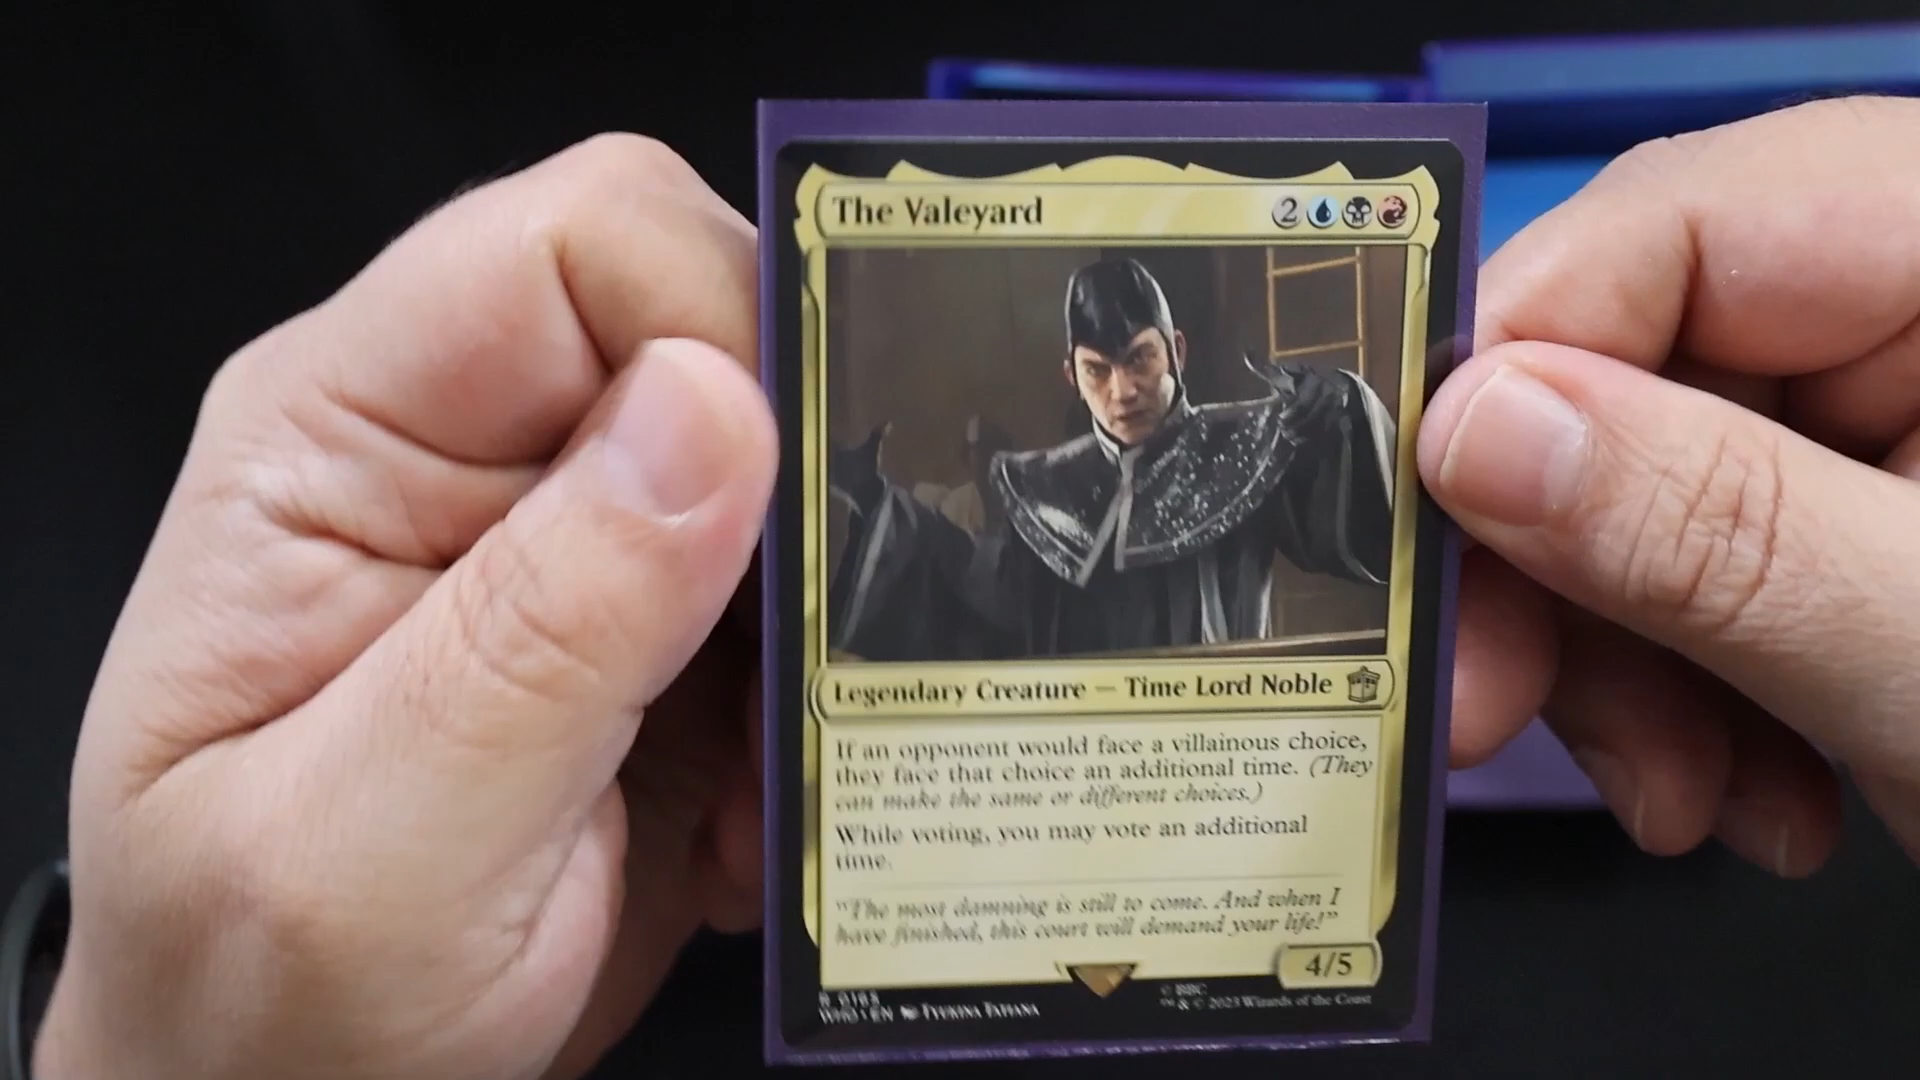 The Valeyard 2
Legendary Creature — Time Lord Noble
If an opponent would face a villainous choice,
they face that choice an additional time. (They
can make the same or different choices.)
While voting, you may vote an additional
time.
"The most damning is still to come. And when I
have finished, this court will demand your life!"
4/5
WHO • EN Tyukina Tatiana
© BBC
™ & © 2023 Wizards of the Coast